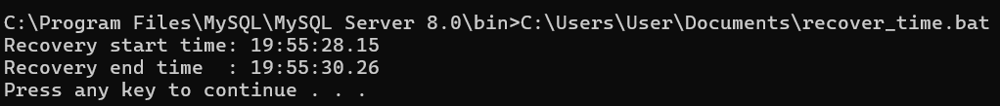 C:\Program Files\MySQL\MySQL Server 8.0\bin>C:\Users\User\Documents\recover_time.bat
Recovery start time: 19:55:28.15
Recovery end time  : 19:55:30.26
Press any key to continue . . .